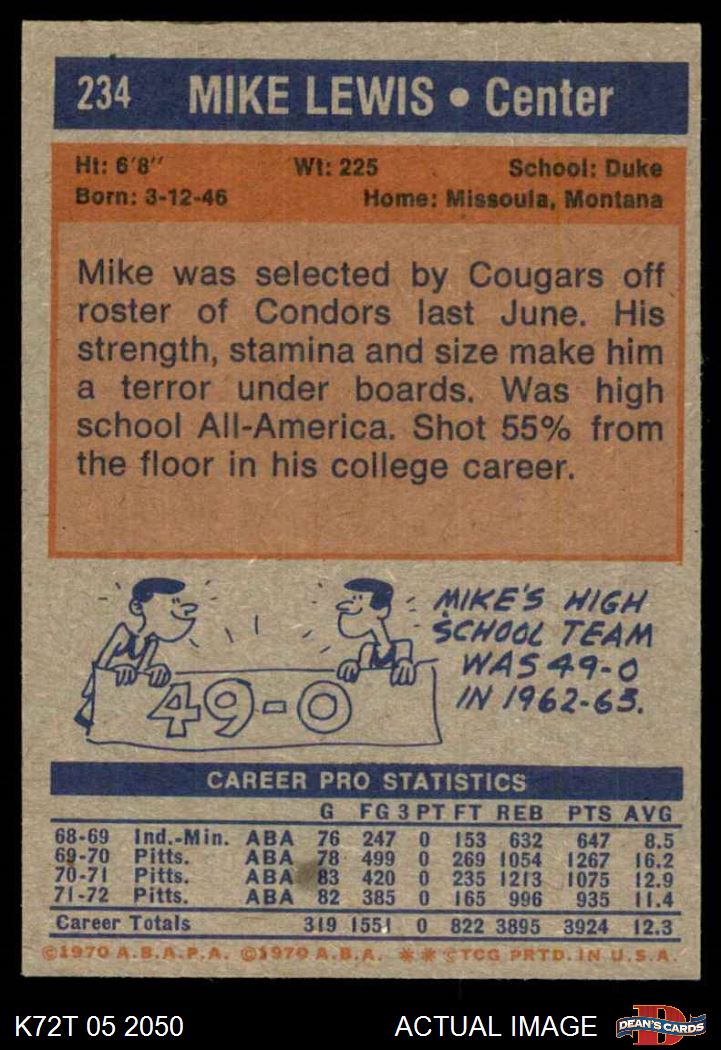 234 MIKE LEWIS • Center
Ht: 6'8" Wt: 225 School: Duke
Born: 3-12-46 Home: Missoula, Montana
Mike was selected by Cougars off
roster of Condors last June. His
strength, stamina and size make him
a terror under boards. Was high
school All-America. Shot 55% from
the floor in his college career.
49-0
MIKE'S HIGH
SCHOOL TEAM
WAS 49-0
IN 1962-63.
CAREER PRO STATISTICS
G FG 3 PT FT REB PTS AVG
68-69 Ind.-Min. ABA 76 247 0 153 632 647 8.5
69-70 Pitts. ABA 78 499 0 269 1054 1267 16.2
70-71 Pitts. ABA 83 420 0 235 1213 1075 12.9
71-72 Pitts. ABA 82 385 0 165 996 935 11.4
Career Totals 319 1551 0 822 3895 3924 12.3
©1970 A.B.A.P.A. ©1970 A.B.A. ** ©TCG PRTD. IN U.S.A.
K72T 05 2050 ACTUAL IMAGE D DEAN'S CARDS